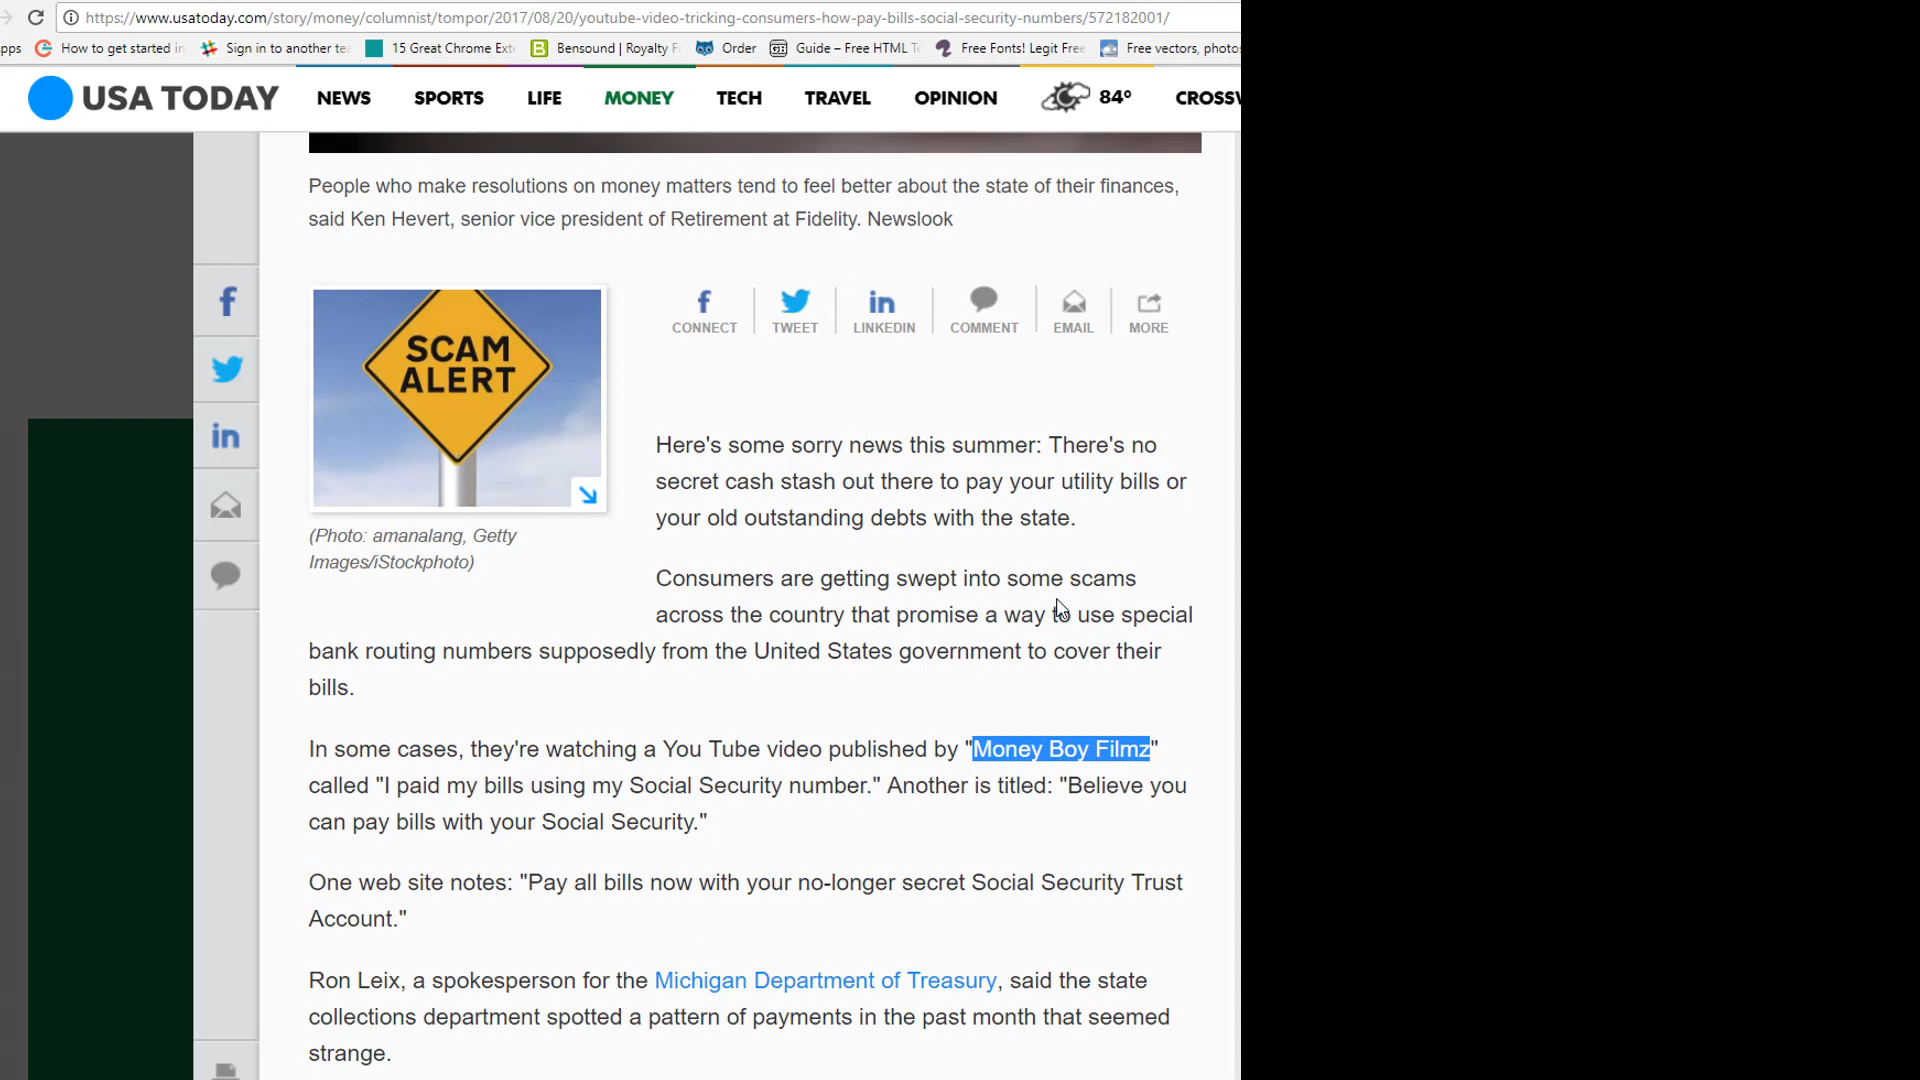 https://www.usatoday.com/story/money/columnist/tompor/2017/08/20/youtube-video-tricking-consumers-how-pay-bills-social-security-numbers/572182001/
pps How to get started in Sign in to another te 15 Great Chrome Ext Bensound | Royalty F Order Guide – Free HTML T Free Fonts! Legit Free Free vectors, photos
USA TODAY NEWS SPORTS LIFE MONEY TECH TRAVEL OPINION 84° CROSSW
People who make resolutions on money matters tend to feel better about the state of their finances,
said Ken Hevert, senior vice president of Retirement at Fidelity. Newslook
SCAM
ALERT
CONNECT TWEET LINKEDIN COMMENT EMAIL MORE
(Photo: amanalang, Getty
Images/iStockphoto)
Here's some sorry news this summer: There's no
secret cash stash out there to pay your utility bills or
your old outstanding debts with the state.
Consumers are getting swept into some scams
across the country that promise a way to use special
bank routing numbers supposedly from the United States government to cover their
bills.
In some cases, they're watching a You Tube video published by "Money Boy Filmz"
called "I paid my bills using my Social Security number." Another is titled: "Believe you
can pay bills with your Social Security."
One web site notes: "Pay all bills now with your no-longer secret Social Security Trust
Account."
Ron Leix, a spokesperson for the Michigan Department of Treasury, said the state
collections department spotted a pattern of payments in the past month that seemed
strange.